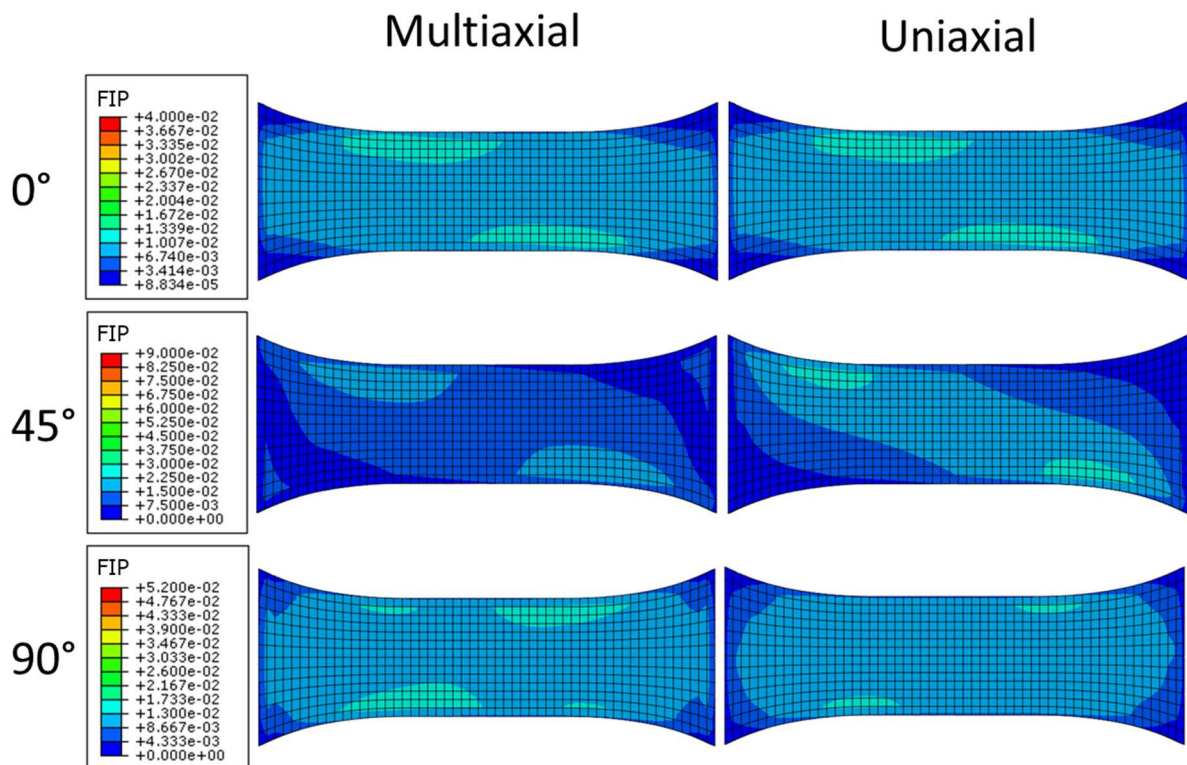 Multiaxial Uniaxial
0°
FIP
+4.000e-02
+3.667e-02
+3.335e-02
+3.002e-02
+2.670e-02
+2.337e-02
+2.004e-02
+1.672e-02
+1.339e-02
+1.007e-02
+6.740e-03
+3.414e-03
+8.834e-05
45°
FIP
+9.000e-02
+8.250e-02
+7.500e-02
+6.750e-02
+6.000e-02
+5.250e-02
+4.500e-02
+3.750e-02
+3.000e-02
+2.250e-02
+1.500e-02
+7.500e-03
+0.000e+00
90°
FIP
+5.200e-02
+4.767e-02
+4.333e-02
+3.900e-02
+3.467e-02
+3.033e-02
+2.600e-02
+2.167e-02
+1.733e-02
+1.300e-02
+8.667e-03
+4.333e-03
+0.000e+00